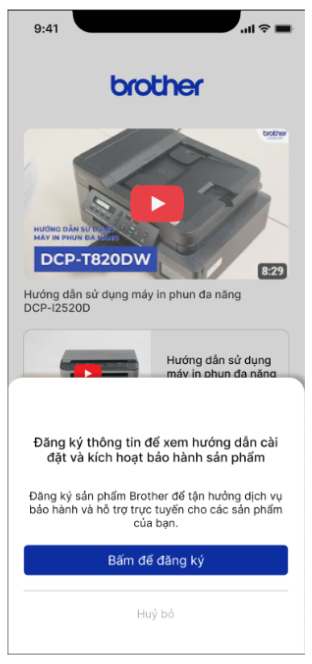 9:41
brother
brother
HƯỚNG DẪN SỬ DỤNG
MÁY IN PHUN ĐA NĂNG
DCP-T820DW
8:29
Hướng dẫn sử dụng máy in phun đa năng
DCP-I2520D
Hướng dẫn sử dụng
máy in phun đa năng
Đăng ký thông tin để xem hướng dẫn cài
đặt và kích hoạt bảo hành sản phẩm
Đăng ký sản phẩm Brother để tận hưởng dịch vụ
bảo hành và hỗ trợ trực tuyến cho các sản phẩm
của bạn.
Bấm để đăng ký
Huỷ bỏ